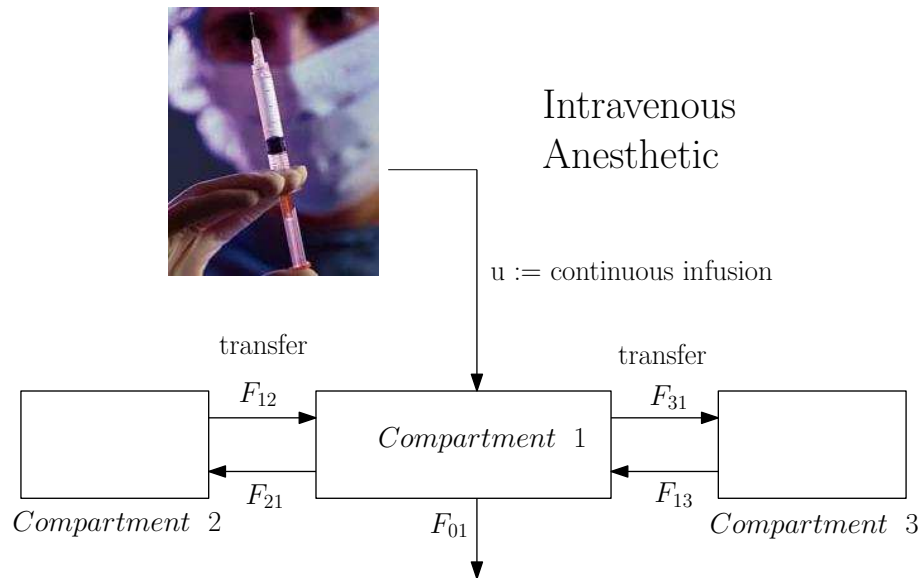 Intravenous
Anesthetic
u := continuous infusion
transfer
transfer
F12
F31
Compartment 1
F21
F13
Compartment 2
F01
Compartment 3